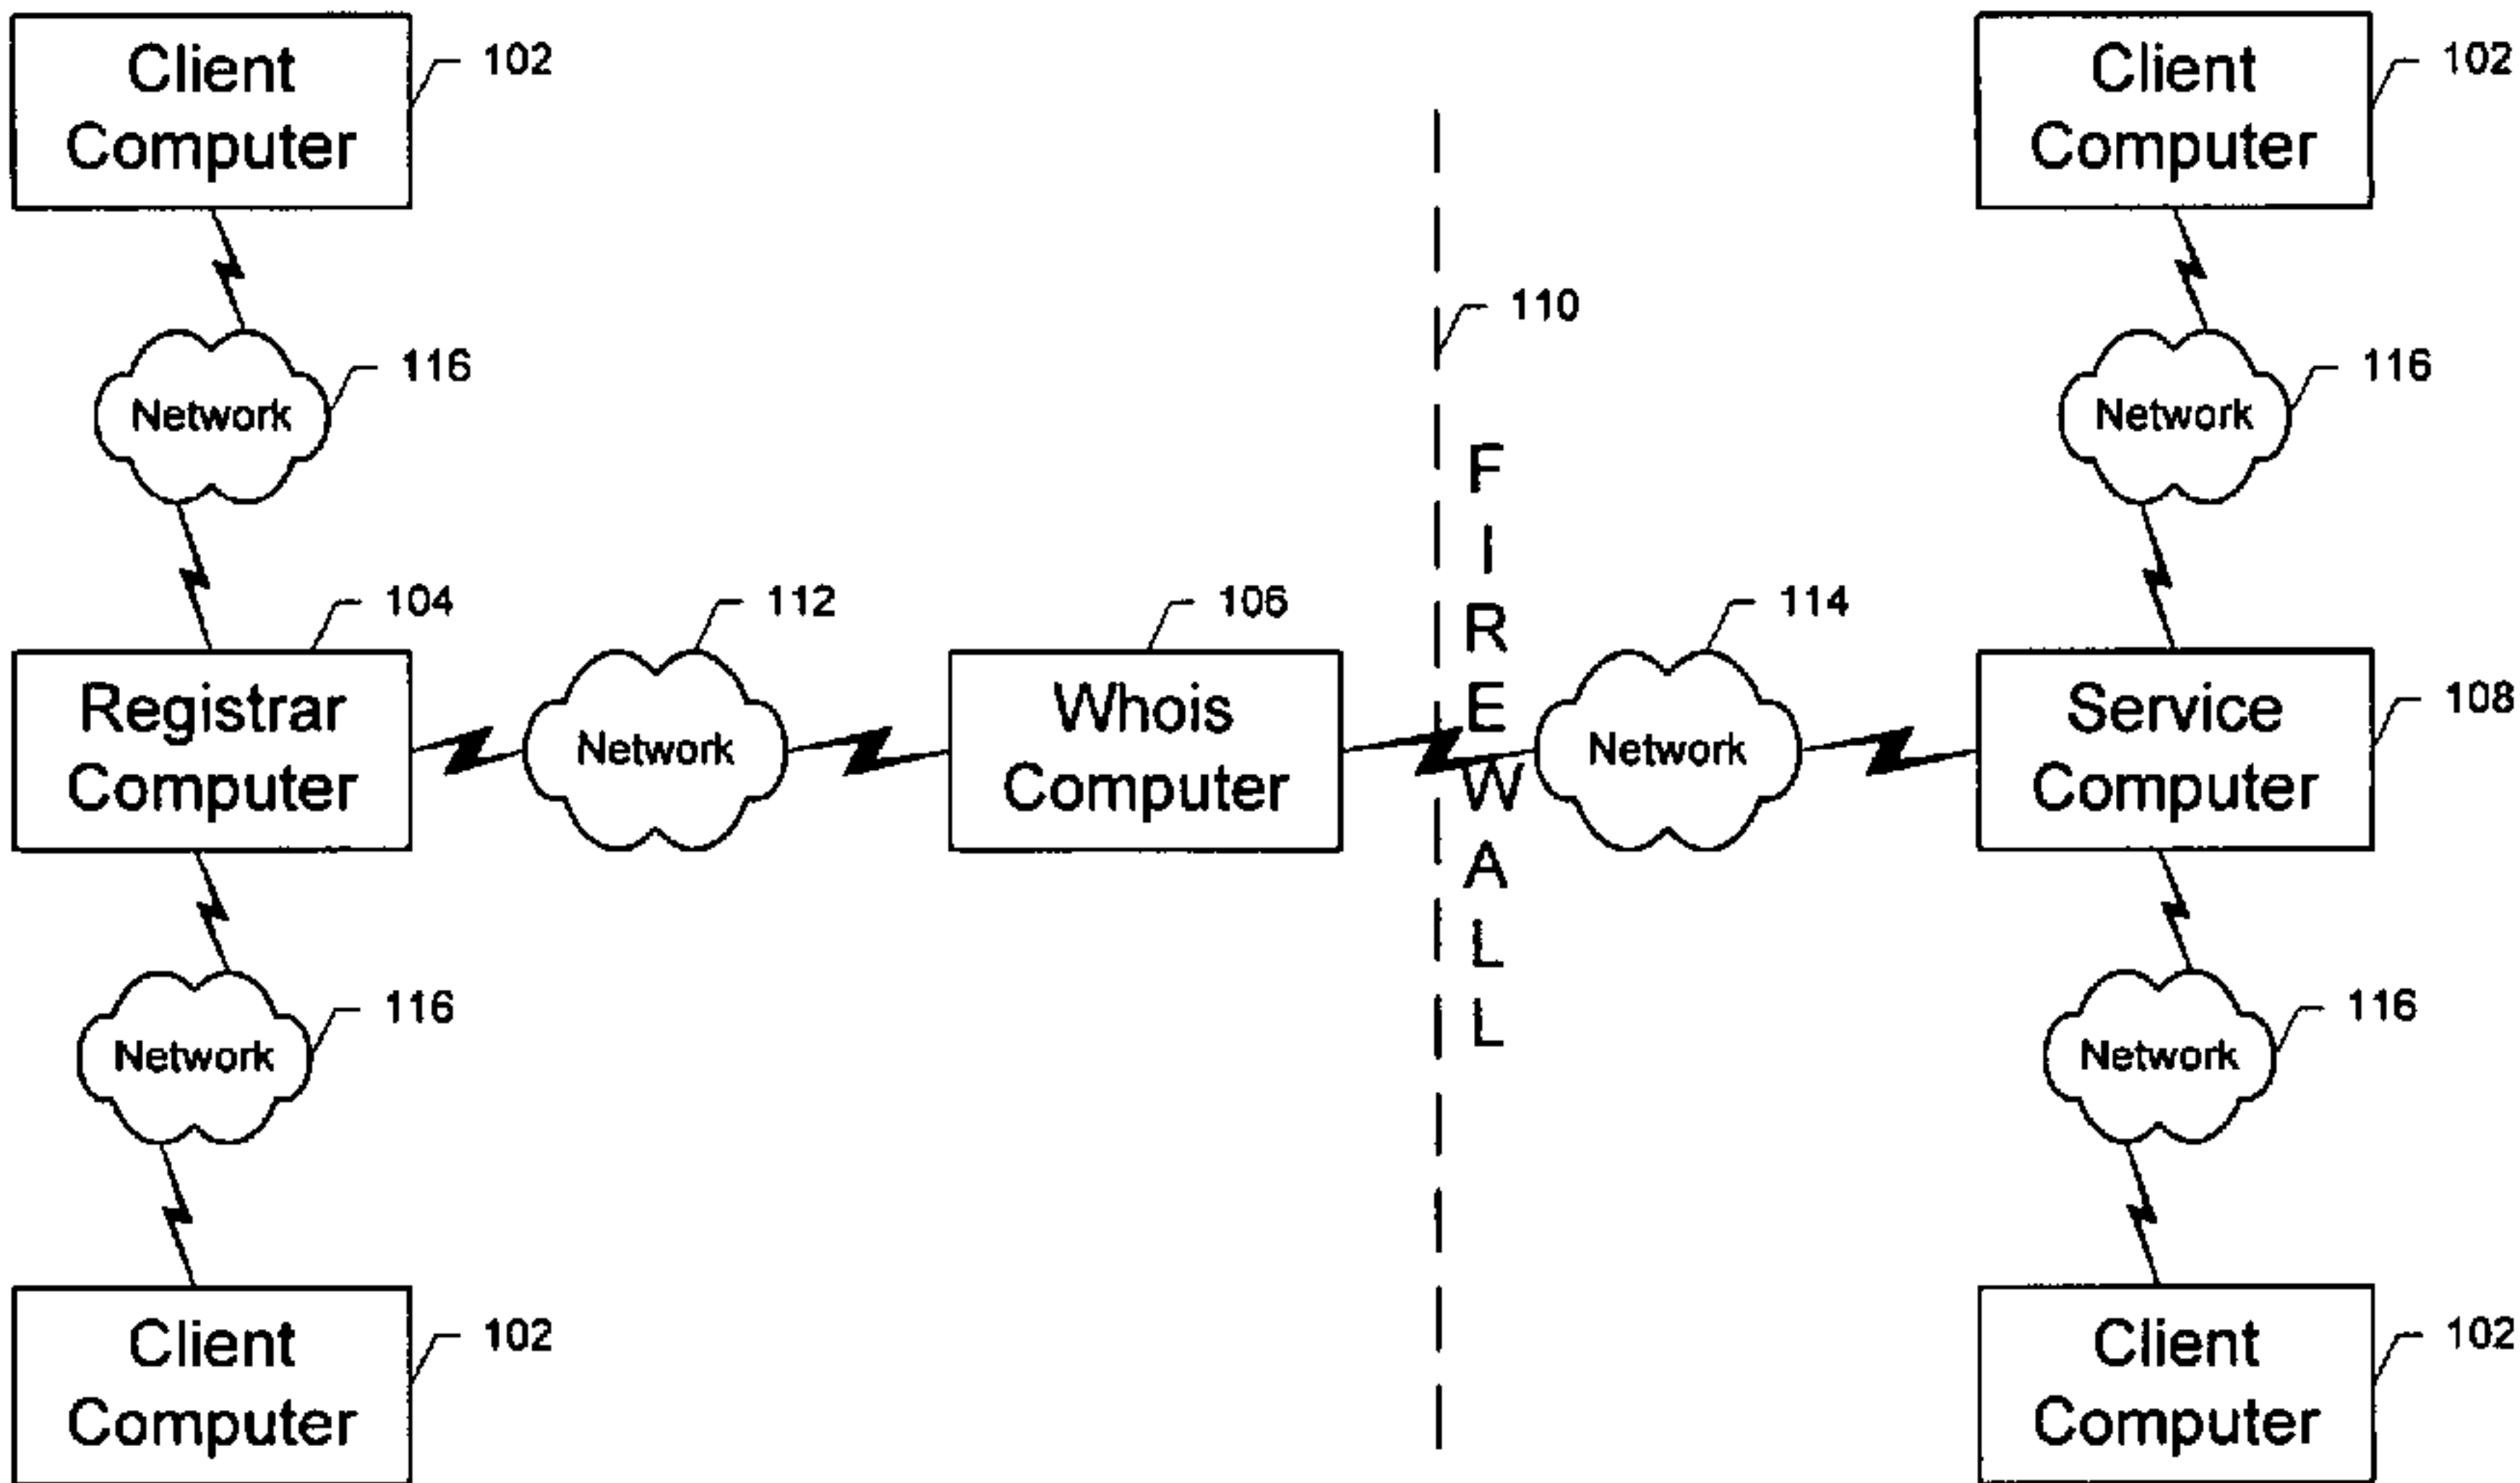 Client
Computer
102
Client
Computer
102
110
116
Network
116
Network
FIREWALL
104
112
106
114
Registrar
Computer
Network
Whois
Computer
Network
Service
Computer
108
116
Network
116
Network
Client
Computer
102
Client
Computer
102